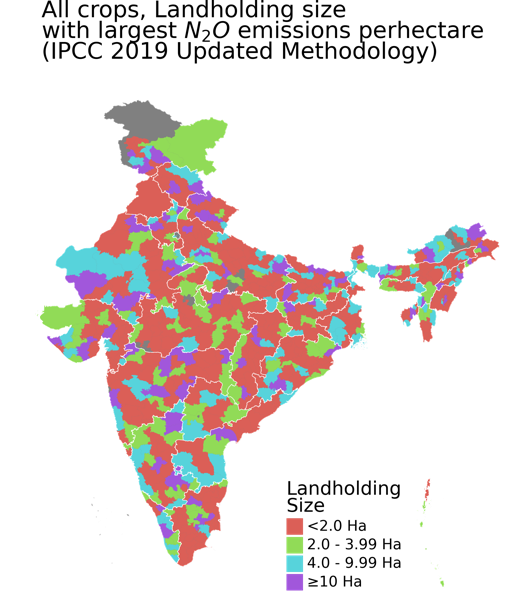 All crops, Landholding size
with largest N₂O emissions perhectare
(IPCC 2019 Updated Methodology)
Landholding
Size
<2.0 Ha
2.0 - 3.99 Ha
4.0 - 9.99 Ha
≥10 Ha